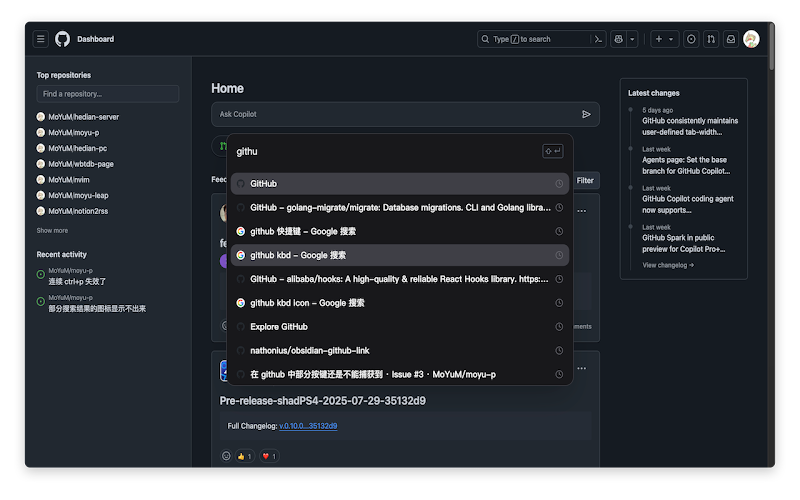 Dashboard
Type / to search
Top repositories
Find a repository...
MoYuM/hedian-server
MoYuM/moyu-p
MoYuM/hedian-pc
MoYuM/wbtdb-page
MoYuM/nvim
MoYuM/moyu-leap
MoYuM/notion2rss
Show more
Recent activity
MoYuM/moyu-p
连续 ctrl+p 失效了
MoYuM/moyu-p
部分搜索结果的图标显示不出来
Home
Ask Copilot
Feed
Filter
githu
GitHub
GitHub – golang-migrate/migrate: Database migrations. CLI and Golang libra...
github 快捷键 – Google 搜索
github kbd – Google 搜索
GitHub – alibaba/hooks: A high-quality & reliable React Hooks library. https:...
github kbd icon – Google 搜索
Explore GitHub
nathonius/obsidian-github-link
在 github 中部分按键还是不能捕获到 · Issue #3 · MoYuM/moyu-p
Pre-release-shadPS4-2025-07-29-35132d9
Full Changelog: v.0.10.0...35132d9
1
1
Latest changes
5 days ago
GitHub consistently maintains
user-defined tab-width...
Last week
Agents page: Set the base
branch for GitHub Copilot...
Last week
GitHub Copilot coding agent
now supports...
Last week
GitHub Spark in public
preview for Copilot Pro+...
View changelog →